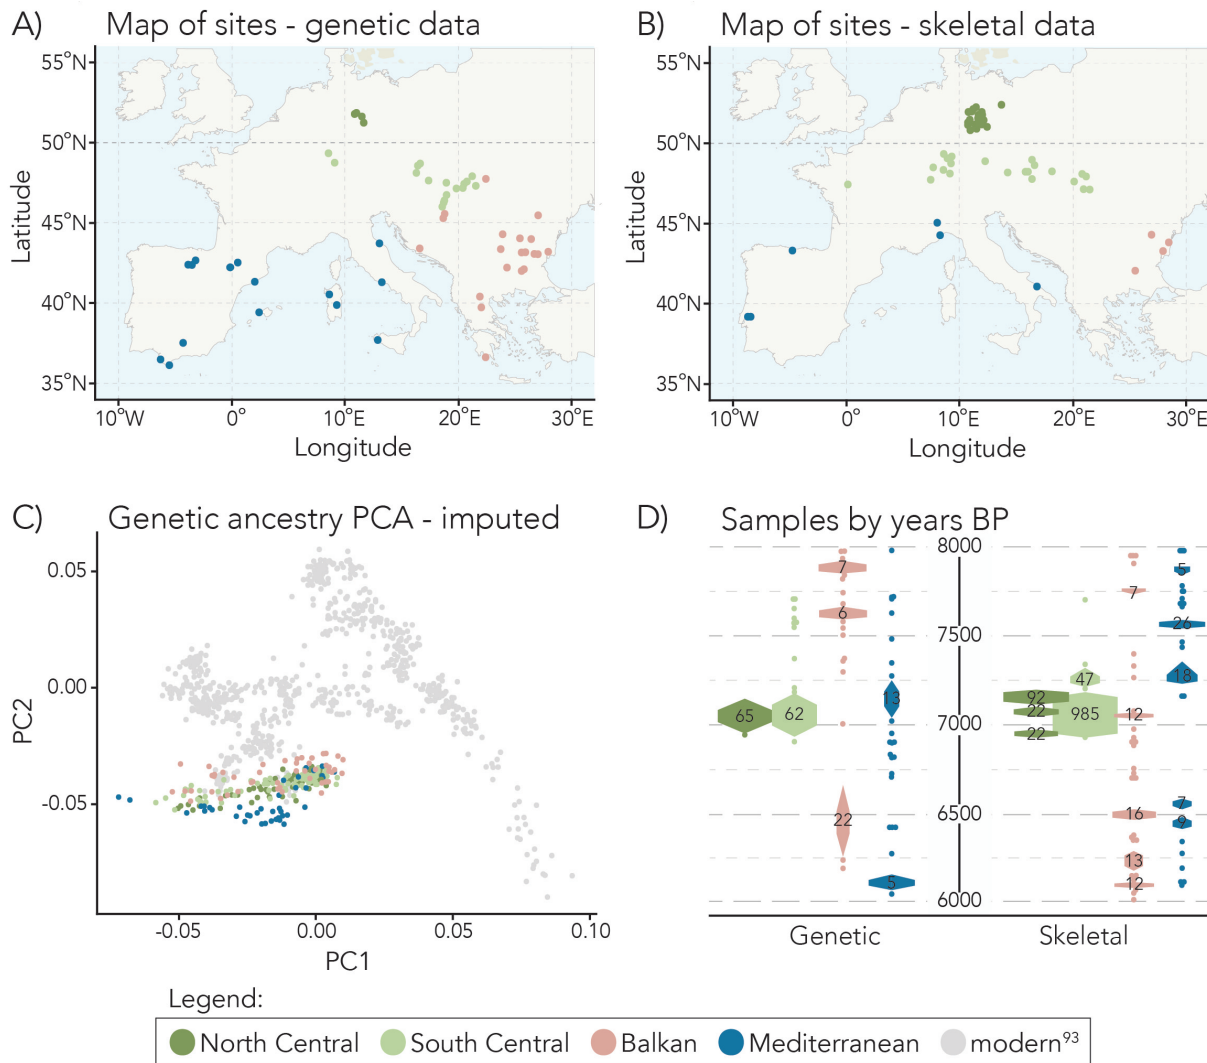 A) Map of sites - genetic data
55°N
50°N
45°N
40°N
35°N
Latitude
10°W 0° 10°E 20°E 30°E
Longitude
B) Map of sites - skeletal data
55°N
50°N
45°N
40°N
35°N
Latitude
10°W 0° 10°E 20°E 30°E
Longitude
C) Genetic ancestry PCA - imputed
0.05
0.00
-0.05
PC2
-0.05 0.00 0.05 0.10
PC1
D) Samples by years BP
8000
7500
7000
6500
6000
7
6
65 62 13
22
5
5
7
26
47 18
92
22 985 12
22
7
16 9
13
12
Genetic Skeletal
Legend:
North Central South Central Balkan Mediterranean modern⁹³